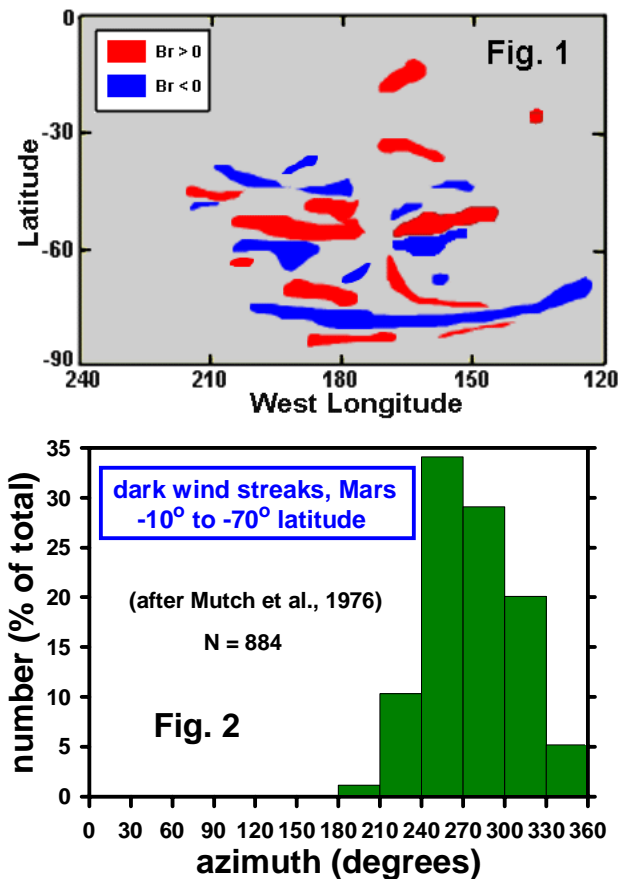 0
Br > 0
Br < 0
Fig. 1
-30
-60
-90
Latitude
240
210
180
150
120
West Longitude
35
30
25
20
15
10
5
0
number (% of total)
dark wind streaks, Mars
-10º to -70º latitude
(after Mutch et al., 1976)
N = 884
Fig. 2
0 30 60 90 120 150 180 210 240 270 300 330 360
azimuth (degrees)